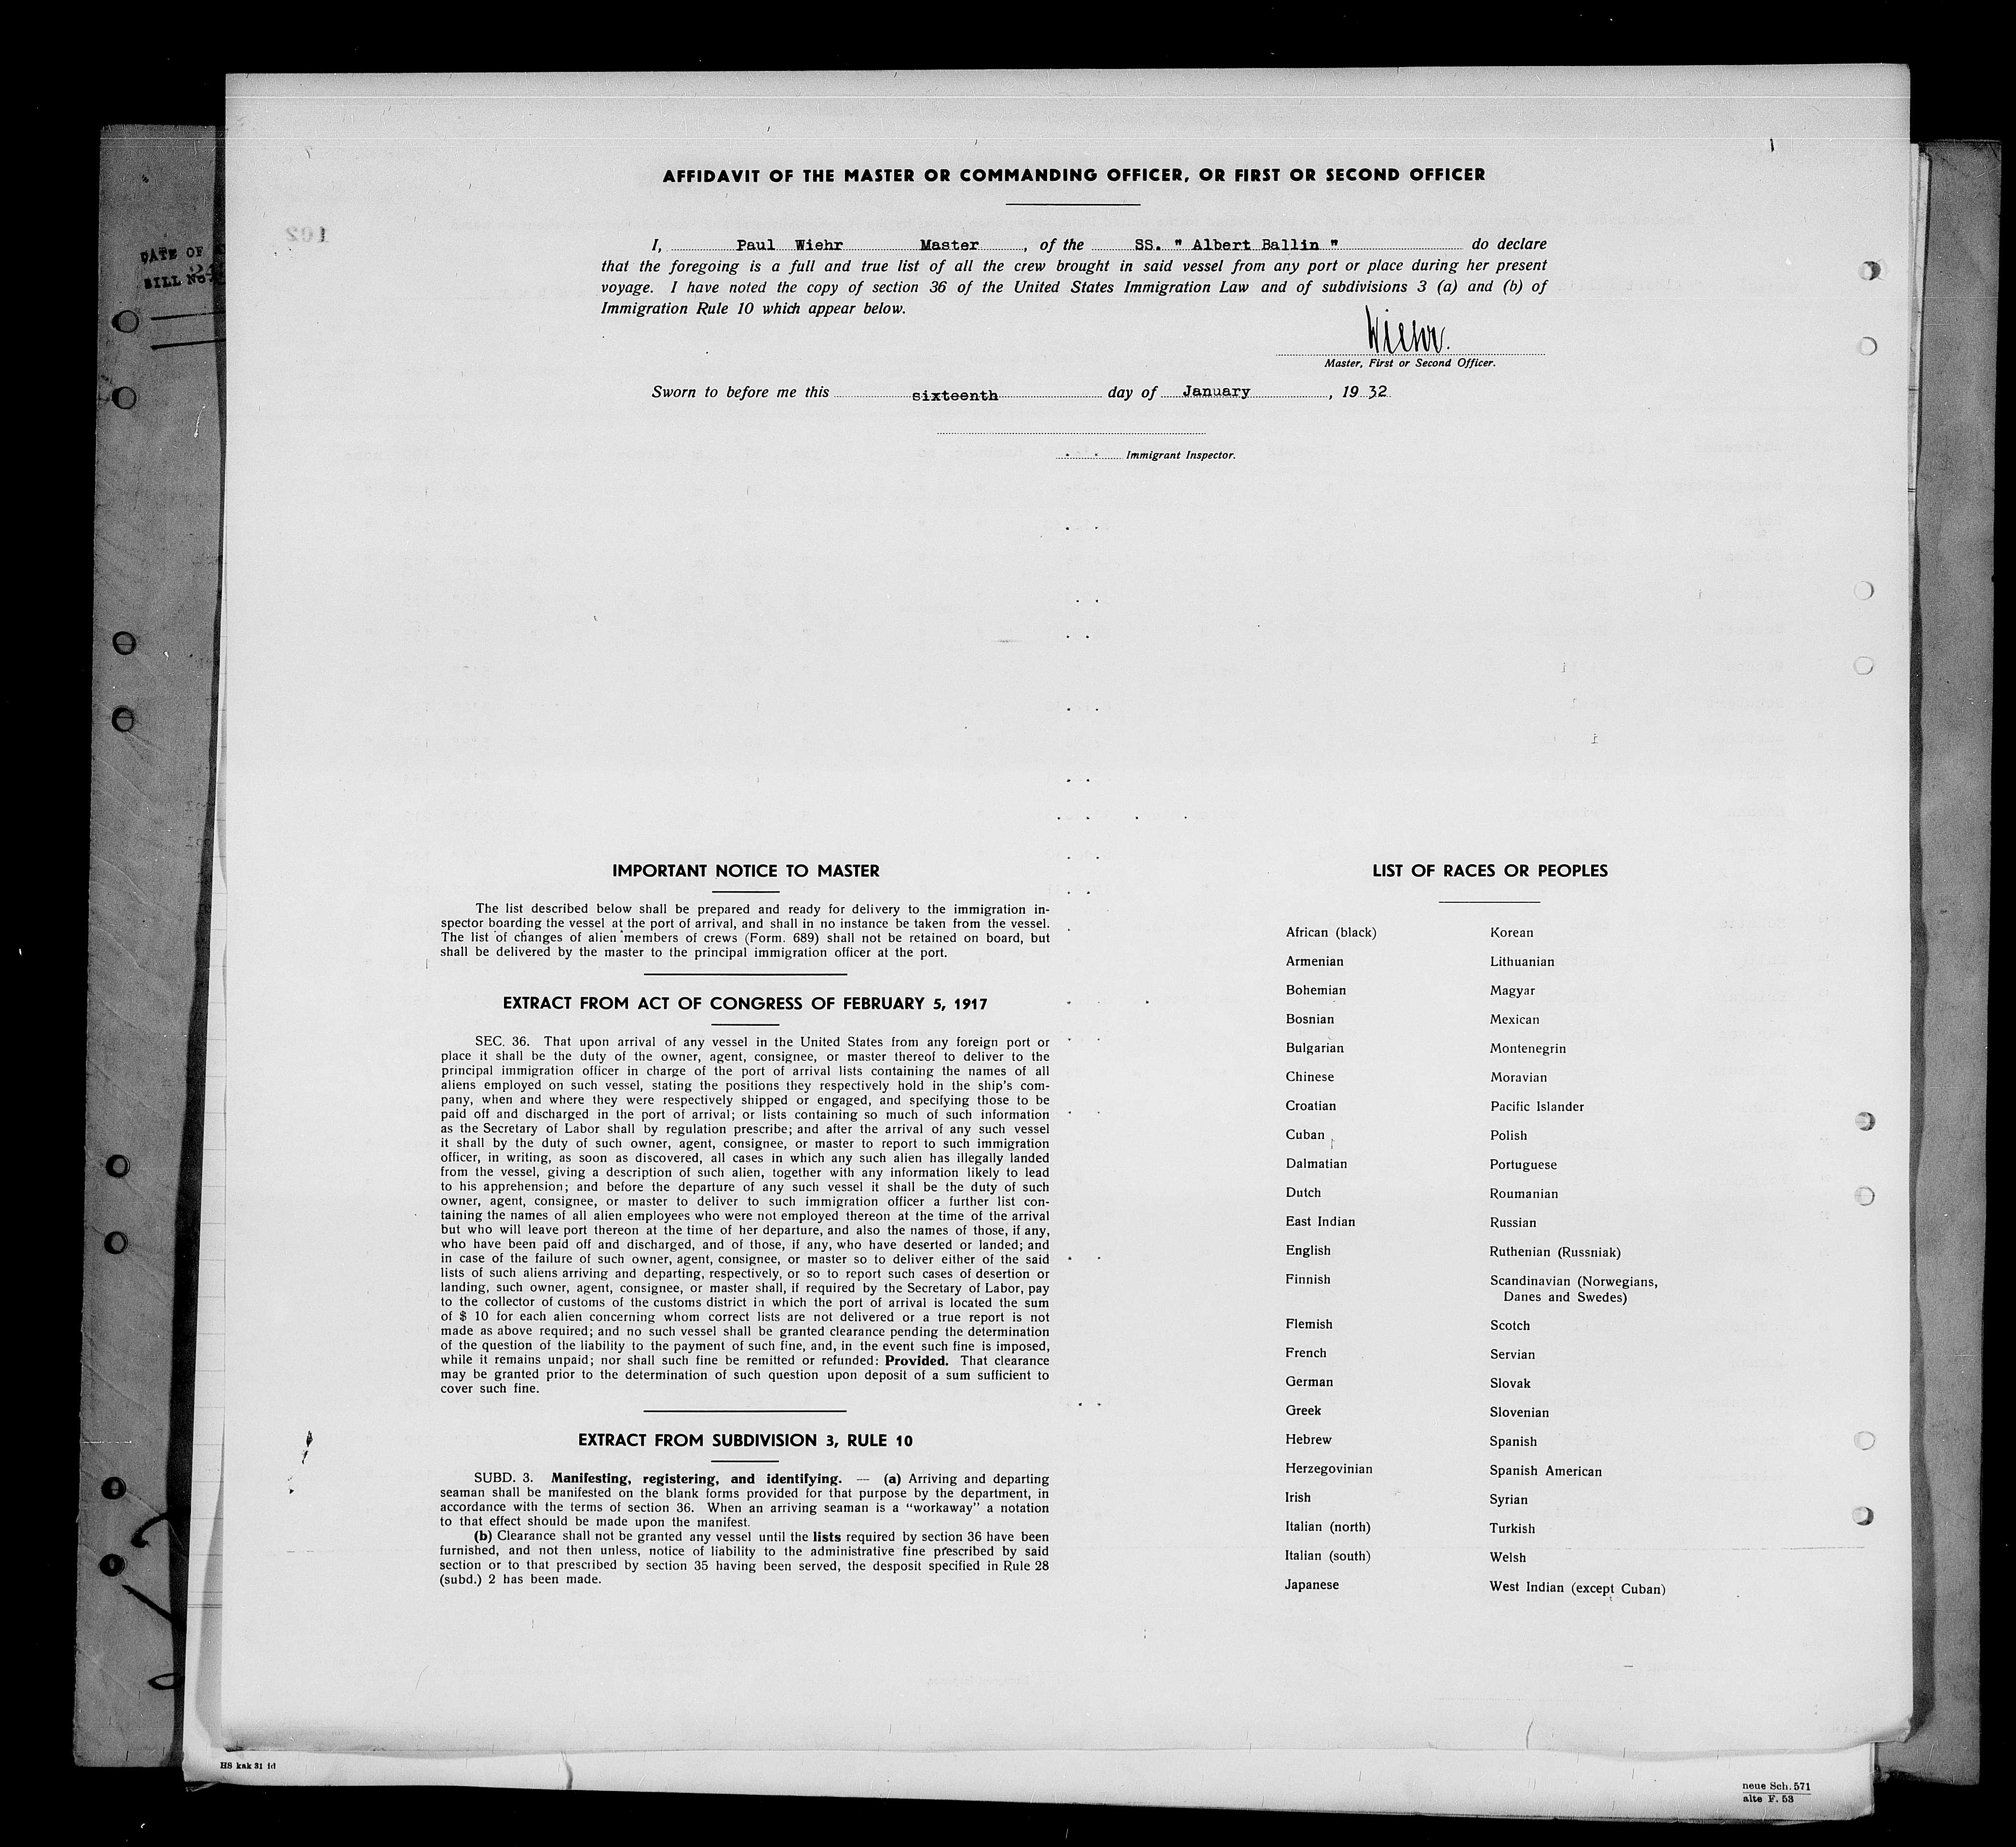 AFFIDAVIT OF THE MASTER OR COMMANDING OFFICER, OR FIRST OR SECOND OFFICER
102
DATE OF
BILL No.
I, Paul Wiehr Master, of the SS. " Albert Ballin " do declare
that the foregoing is a full and true list of all the crew brought in said vessel from any port or place during her present
voyage. I have noted the copy of section 36 of the United States Immigration Law and of subdivisions 3 (a) and (b) of
Immigration Rule 10 which appear below.
Wiehr.
Master, First or Second Officer.
Sworn to before me this sixteenth day of January, 19 32
Immigrant Inspector.
IMPORTANT NOTICE TO MASTER
The list described below shall be prepared and ready for delivery to the immigration in-
spector boarding the vessel at the port of arrival, and shall in no instance be taken from the vessel.
The list of changes of alien members of crews (Form. 689) shall not be retained on board, but
shall be delivered by the master to the principal immigration officer at the port.
EXTRACT FROM ACT OF CONGRESS OF FEBRUARY 5, 1917
SEC. 36. That upon arrival of any vessel in the United States from any foreign port or
place it shall be the duty of the owner, agent, consignee, or master thereof to deliver to the
principal immigration officer in charge of the port of arrival lists containing the names of all
aliens employed on such vessel, stating the positions they respectively hold in the ship's com-
pany, when and where they were respectively shipped or engaged, and specifying those to be
paid off and discharged in the port of arrival; or lists containing so much of such information
as the Secretary of Labor shall by regulation prescribe; and after the arrival of any such vessel
it shall by the duty of such owner, agent, consignee, or master to report to such immigration
officer, in writing, as soon as discovered, all cases in which any such alien has illegally landed
from the vessel, giving a description of such alien, together with any information likely to lead
to his apprehension; and before the departure of any such vessel it shall be the duty of such
owner, agent, consignee, or master to deliver to such immigration officer a further list con-
taining the names of all alien employees who were not employed thereon at the time of the arrival
but who will leave port thereon at the time of her departure, and also the names of those, if any,
who have been paid off and discharged, and of those, if any, who have deserted or landed; and
in case of the failure of such owner, agent, consignee, or master so to deliver either of the said
lists of such aliens arriving and departing, respectively, or so to report such cases of desertion or
landing, such owner, agent, consignee, or master shall, if required by the Secretary of Labor, pay
to the collector of customs of the customs district in which the port of arrival is located the sum
of $ 10 for each alien concerning whom correct lists are not delivered or a true report is not
made as above required; and no such vessel shall be granted clearance pending the determination
of the question of the liability to the payment of such fine, and, in the event such fine is imposed,
while it remains unpaid; nor shall such fine be remitted or refunded: Provided. That clearance
may be granted prior to the determination of such question upon deposit of a sum sufficient to
cover such fine.
EXTRACT FROM SUBDIVISION 3, RULE 10
SUBD. 3. Manifesting, registering, and identifying. — (a) Arriving and departing
seaman shall be manifested on the blank forms provided for that purpose by the department, in
accordance with the terms of section 36. When an arriving seaman is a "workaway" a notation
to that effect should be made upon the manifest.
(b) Clearance shall not be granted any vessel until the lists required by section 36 have been
furnished, and not then unless, notice of liability to the administrative fine prescribed by said
section or to that prescribed by section 35 having been served, the desposit specified in Rule 28
(subd.) 2 has been made.
LIST OF RACES OR PEOPLES
African (black)
Armenian
Bohemian
Bosnian
Bulgarian
Chinese
Croatian
Cuban
Dalmatian
Dutch
East Indian
English
Finnish
Flemish
French
German
Greek
Hebrew
Herzegovinian
Irish
Italian (north)
Italian (south)
Japanese
Korean
Lithuanian
Magyar
Mexican
Montenegrin
Moravian
Pacific Islander
Polish
Portuguese
Roumanian
Russian
Ruthenian (Russniak)
Scandinavian (Norwegians,
Danes and Swedes)
Scotch
Servian
Slovak
Slovenian
Spanish
Spanish American
Syrian
Turkish
Welsh
West Indian (except Cuban)
HS kak 31 id
neue Sch. 571
alte F. 53